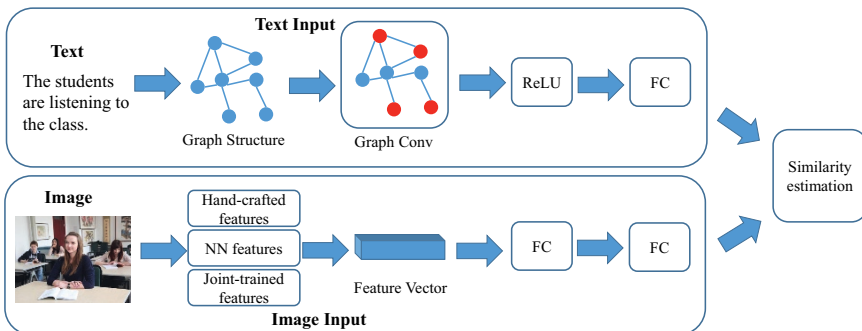 Text Input
Text
The students
are listening to
the class.
Graph Structure
Graph Conv
ReLU
FC
Similarity
estimation
Image
Hand-crafted
features
NN features
Joint-trained
features
Feature Vector
FC
FC
Image Input